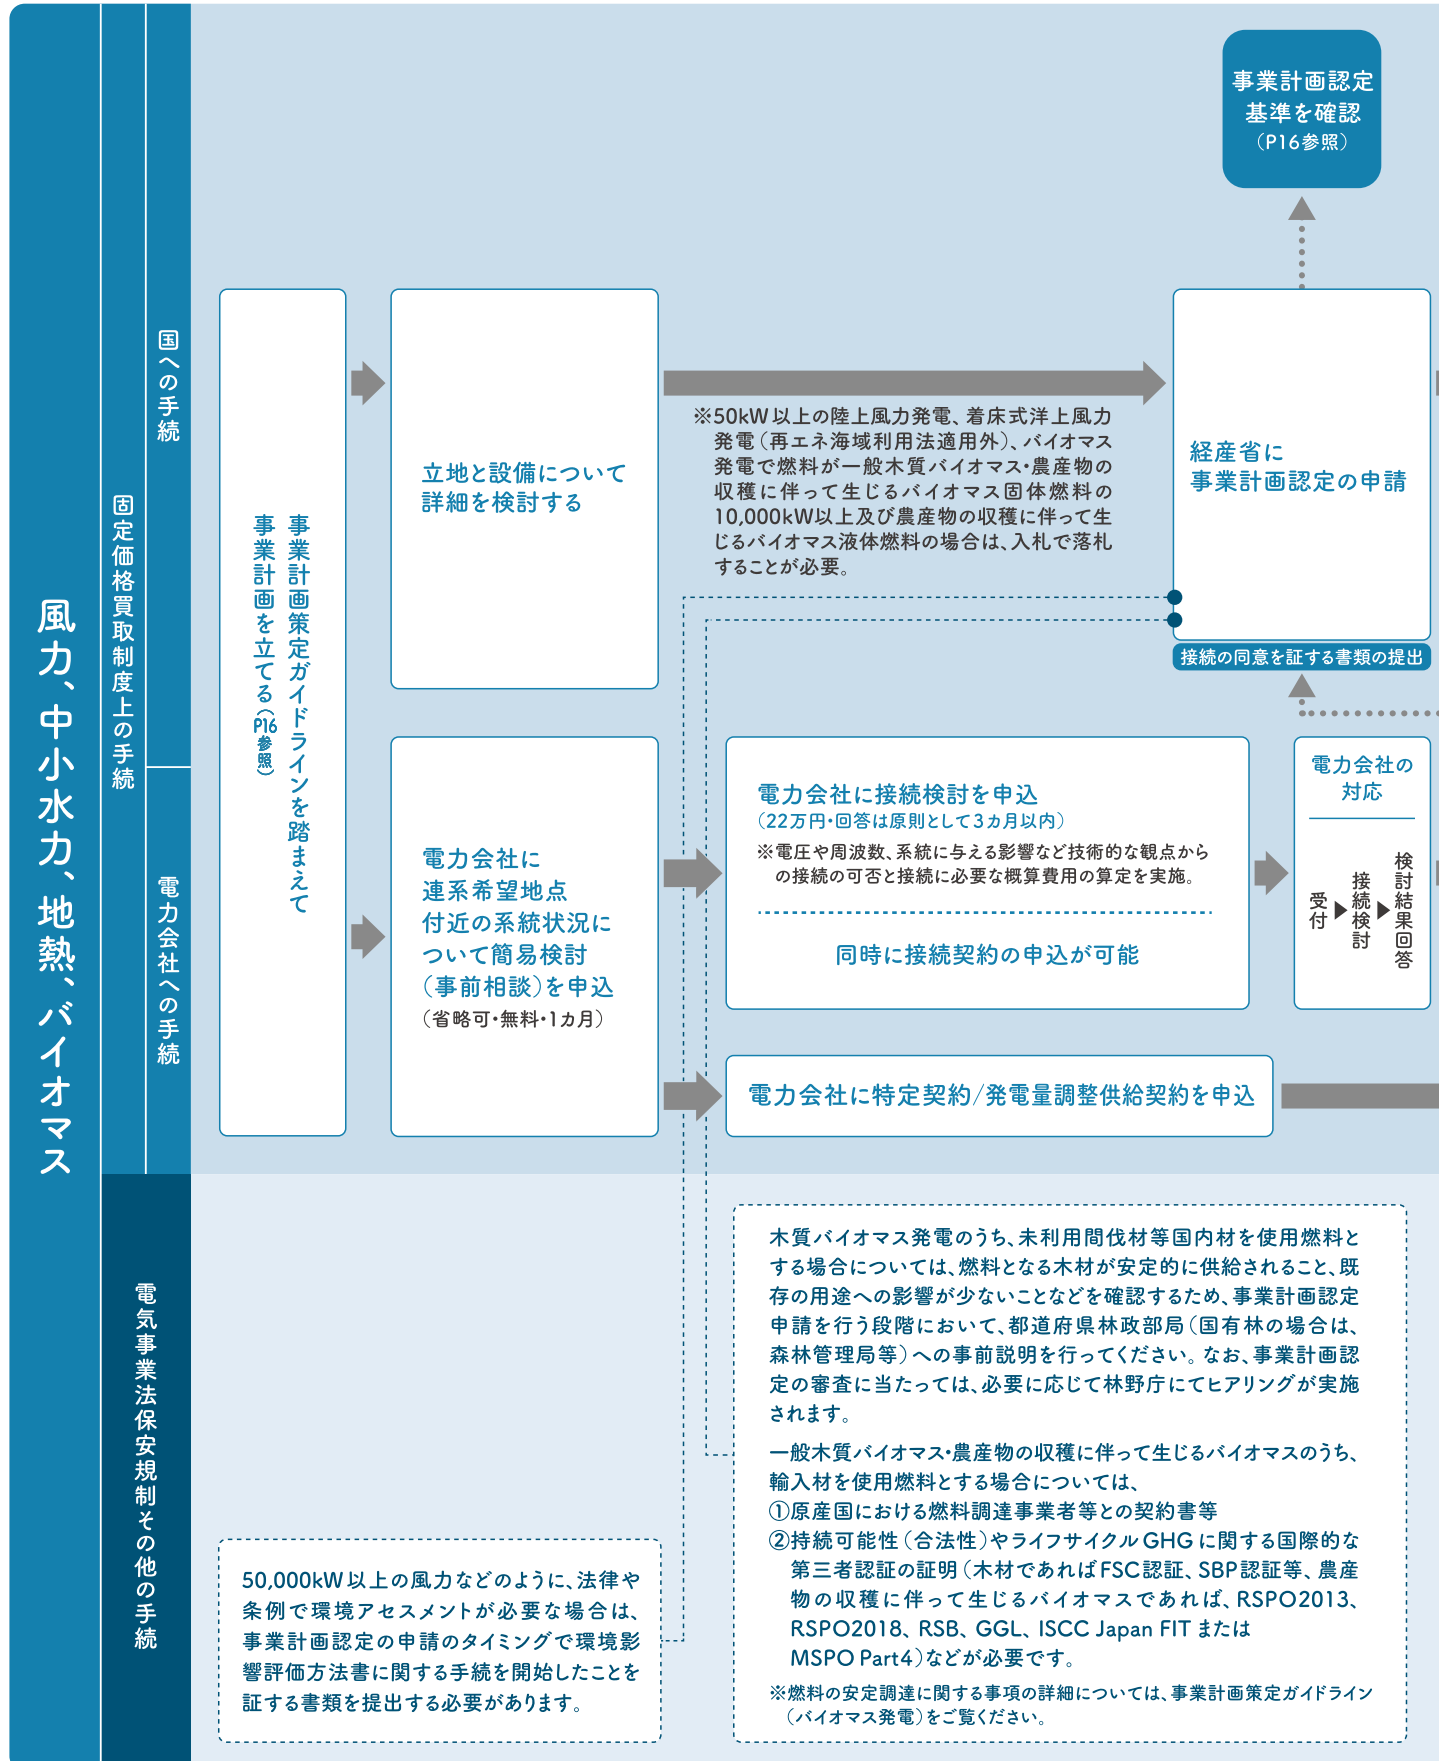 風力、中小水力、地熱、バイオマス
固定価格買取制度上の手続
国への手続
電力会社への手続
電気事業法保安規制その他の手続
事業計画策定ガイドラインを踏まえて
事業計画を立てる（P16参照）
立地と設備について
詳細を検討する
※50kW以上の陸上風力発電、着床式洋上風力
発電（再エネ海域利用法適用外）、バイオマス
発電で燃料が一般木質バイオマス・農産物の
収穫に伴って生じるバイオマス固体燃料の
10,000kW以上及び農産物の収穫に伴って生
じるバイオマス液体燃料の場合は、入札で落札
することが必要。
事業計画認定
基準を確認
（P16参照）
経産省に
事業計画認定の申請
接続の同意を証する書類の提出
電力会社に
連系希望地点
付近の系統状況に
ついて簡易検討
（事前相談）を申込
（省略可・無料・1カ月）
電力会社に接続検討を申込
（22万円・回答は原則として3カ月以内）
※電圧や周波数、系統に与える影響など技術的な観点から
の接続の可否と接続に必要な概算費用の算定を実施。
同時に接続契約の申込が可能
電力会社の
対応
受付
接続検討
検討結果回答
電力会社に特定契約/発電量調整供給契約を申込
50,000kW以上の風力などのように、法律や
条例で環境アセスメントが必要な場合は、
事業計画認定の申請のタイミングで環境影
響評価方法書に関する手続を開始したことを
証する書類を提出する必要があります。
木質バイオマス発電のうち、未利用間伐材等国内材を使用燃料と
する場合については、燃料となる木材が安定的に供給されること、既
存の用途への影響が少ないことなどを確認するため、事業計画認定
申請を行う段階において、都道府県林政部局（国有林の場合は、
森林管理局等）への事前説明を行ってください。なお、事業計画認
定の審査に当たっては、必要に応じて林野庁にてヒアリングが実施
されます。
一般木質バイオマス・農産物の収穫に伴って生じるバイオマスのうち、
輸入材を使用燃料とする場合については、
①原産国における燃料調達事業者等との契約書等
②持続可能性（合法性）やライフサイクルGHGに関する国際的な
第三者認証の証明（木材であればFSC認証、SBP認証等、農産
物の収穫に伴って生じるバイオマスであれば、RSPO2013、
RSPO2018、RSB、GGL、ISCC Japan FITまたは
MSPO Part4）などが必要です。
※燃料の安定調達に関する事項の詳細については、事業計画策定ガイドライン
（バイオマス発電）をご覧ください。